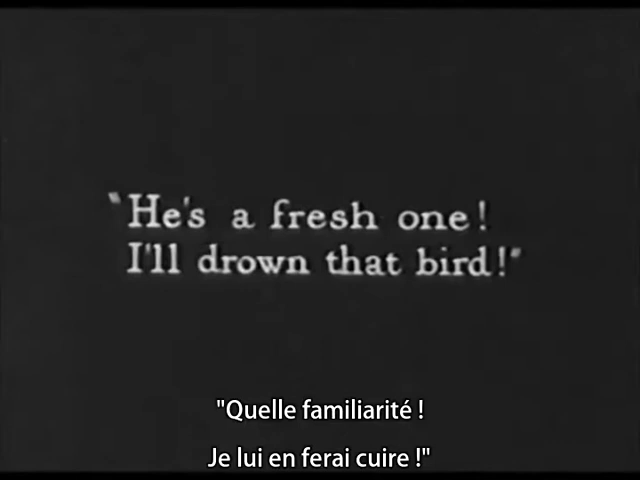 "He's a fresh one!
I'll drown that bird!"
"Quelle familiarité !
Je lui en ferai cuire !"